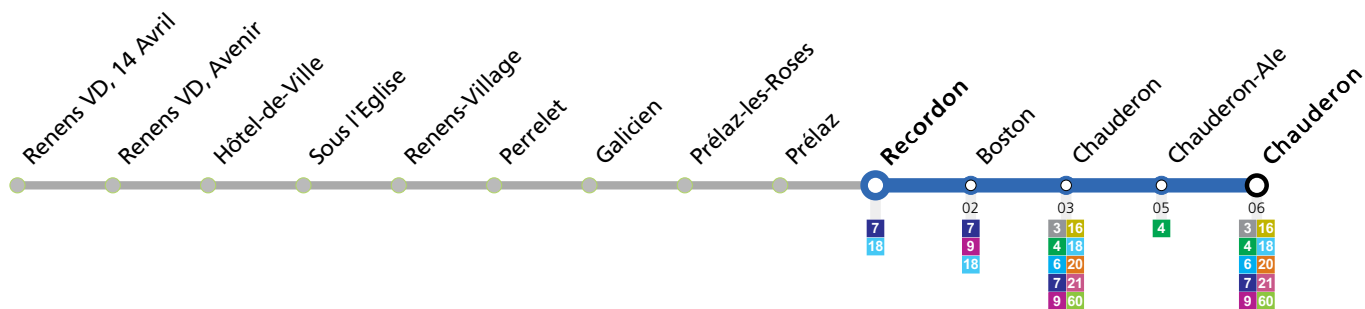 Renens VD, 14 Avril
Renens VD, Avenir
Hôtel-de-Ville
Sous l'Eglise
Renens-Village
Perrelet
Galicien
Prélaz-les-Roses
Prélaz
Recordon
Boston
Chauderon
Chauderon-Ale
Chauderon
02 03 05 06
7 7 3 16 4 3 16
18 9 4 18 4 18
18 6 20 6 20
7 21 7 21
9 60 9 60